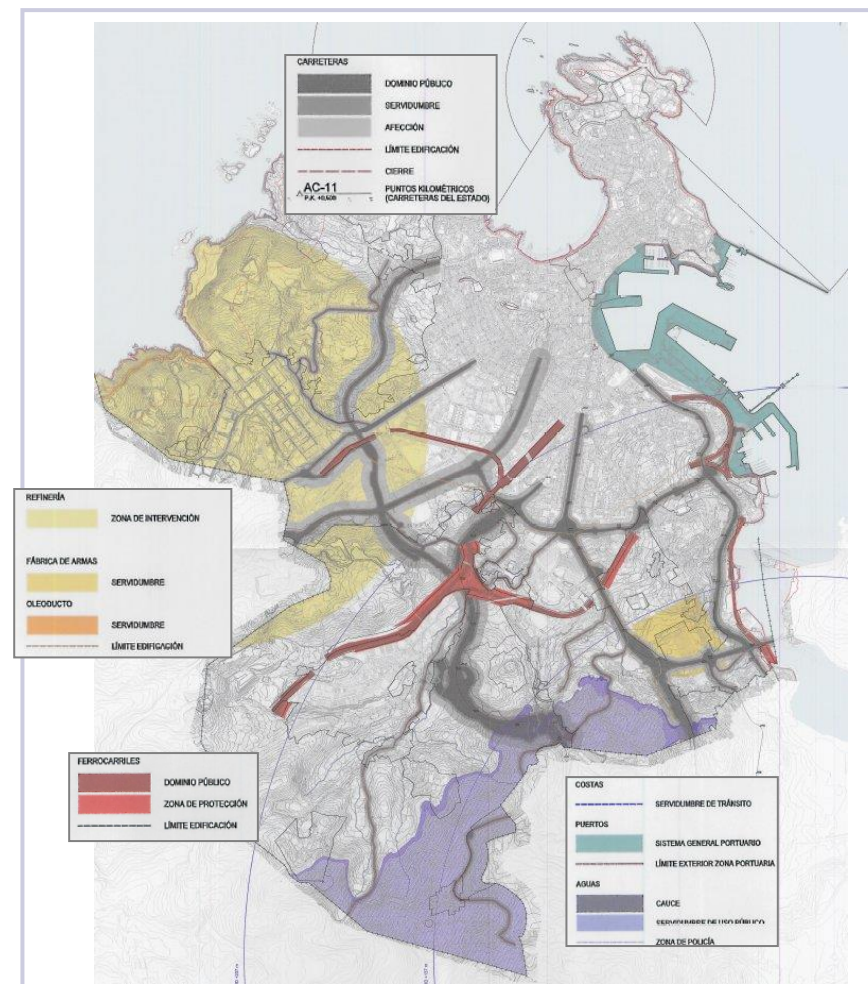 CARRETERAS
DOMINIO PÚBLICO
SERVIDUMBRE
AFECCIÓN
LÍMITE EDIFICACIÓN
CIERRE
AC-11
P.K. +0,500
PUNTOS KILOMÉTRICOS
(CARRETERAS DEL ESTADO)
REFINERÍA
ZONA DE INTERVENCIÓN
FÁBRICA DE ARMAS
SERVIDUMBRE
OLEODUCTO
SERVIDUMBRE
LÍMITE EDIFICACIÓN
FERROCARRILES
DOMINIO PÚBLICO
ZONA DE PROTECCIÓN
LÍMITE EDIFICACIÓN
COSTAS
SERVIDUMBRE DE TRÁNSITO
PUERTOS
SISTEMA GENERAL PORTUARIO
LÍMITE EXTERIOR ZONA PORTUARIA
AGUAS
CAUCE
SERVIDUMBRE DE USO PÚBLICO
ZONA DE POLICÍA